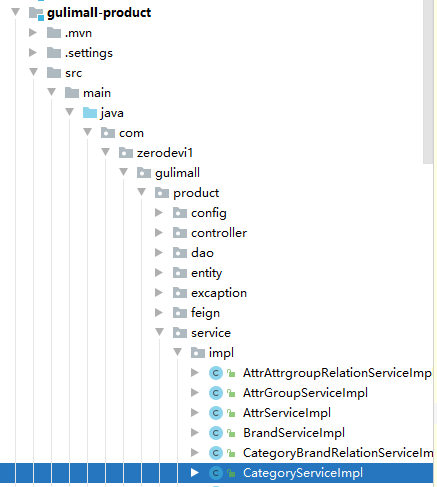 gulimall-product
.mvn
.settings
src
main
java
com
zerodevi1
gulimall
product
config
controller
dao
entity
excaption
feign
service
impl
AttrAttrgroupRelationServiceImp
AttrGroupServiceImpl
AttrServiceImpl
BrandServiceImpl
CategoryBrandRelationServiceIm
CategoryServiceImpl